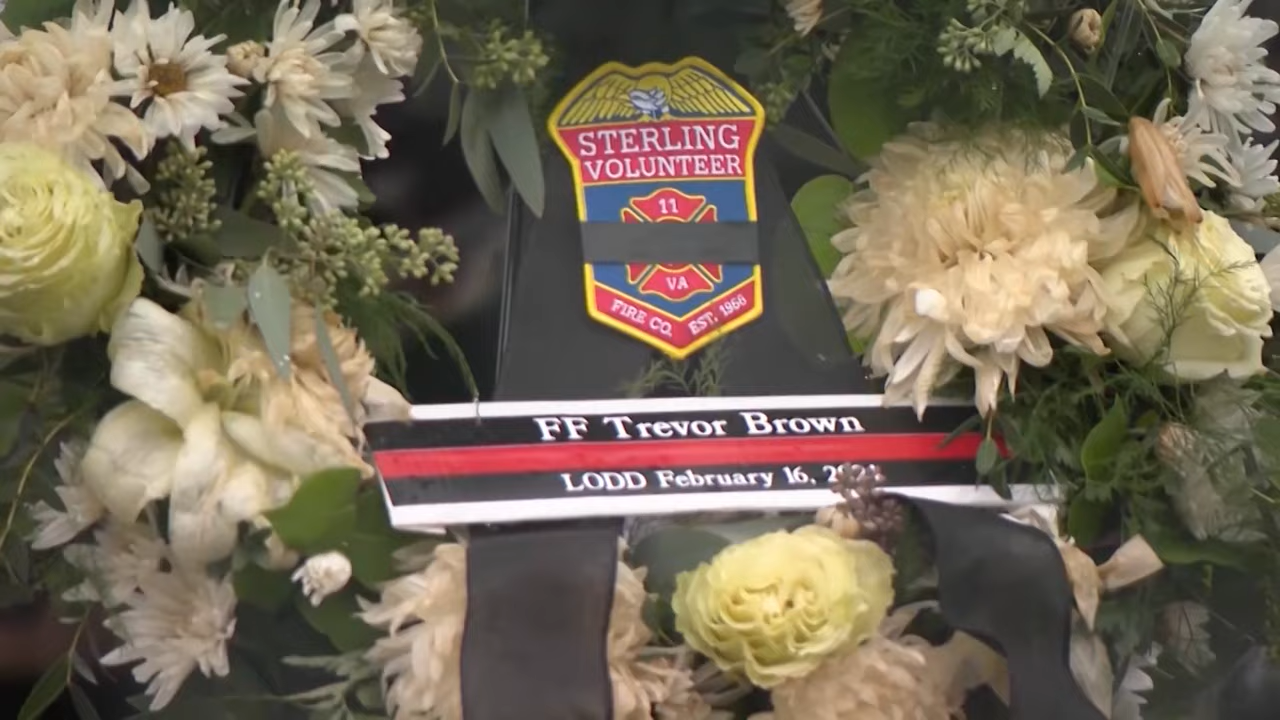 STERLING
VOLUNTEER
11
VA
FIRE CO. EST. 1966
FF Trevor Brown
LODD February 16,